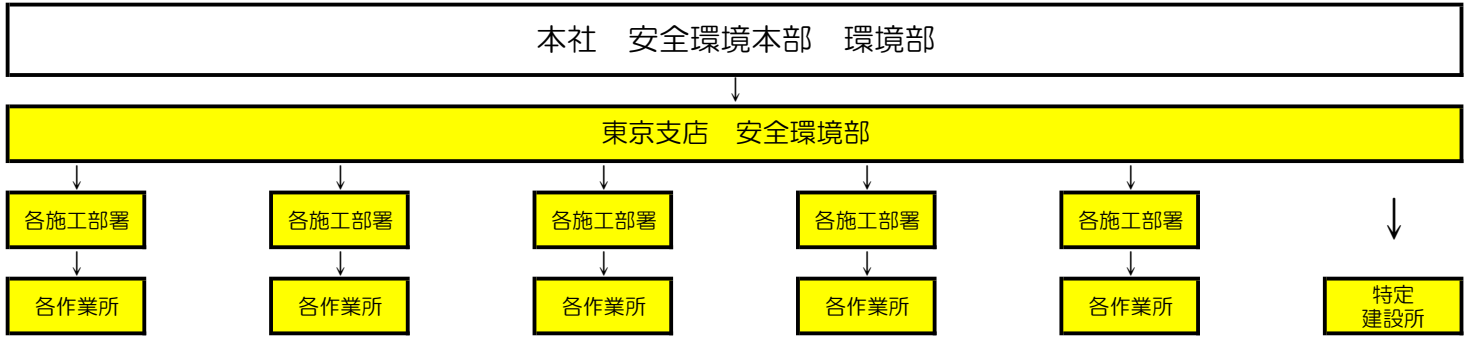 本社　安全環境本部　環境部
↓
東京支店　安全環境部
↓ ↓ ↓ ↓ ↓
各施工部署 各施工部署 各施工部署 各施工部署 各施工部署 ↓
↓ ↓ ↓ ↓ ↓
各作業所 各作業所 各作業所 各作業所 各作業所 特定
建設所